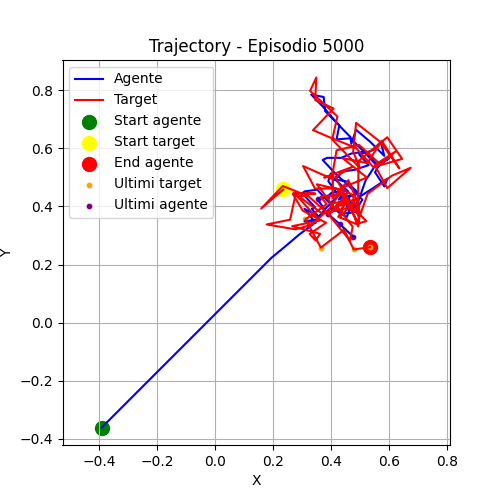 Trajectory - Episodio 5000
Agente
Target
Start agente
Start target
End agente
Ultimi target
Ultimi agente
Y
0.8
0.6
0.4
0.2
0.0
−0.2
−0.4
−0.4
−0.2
0.0
0.2
0.4
0.6
0.8
X